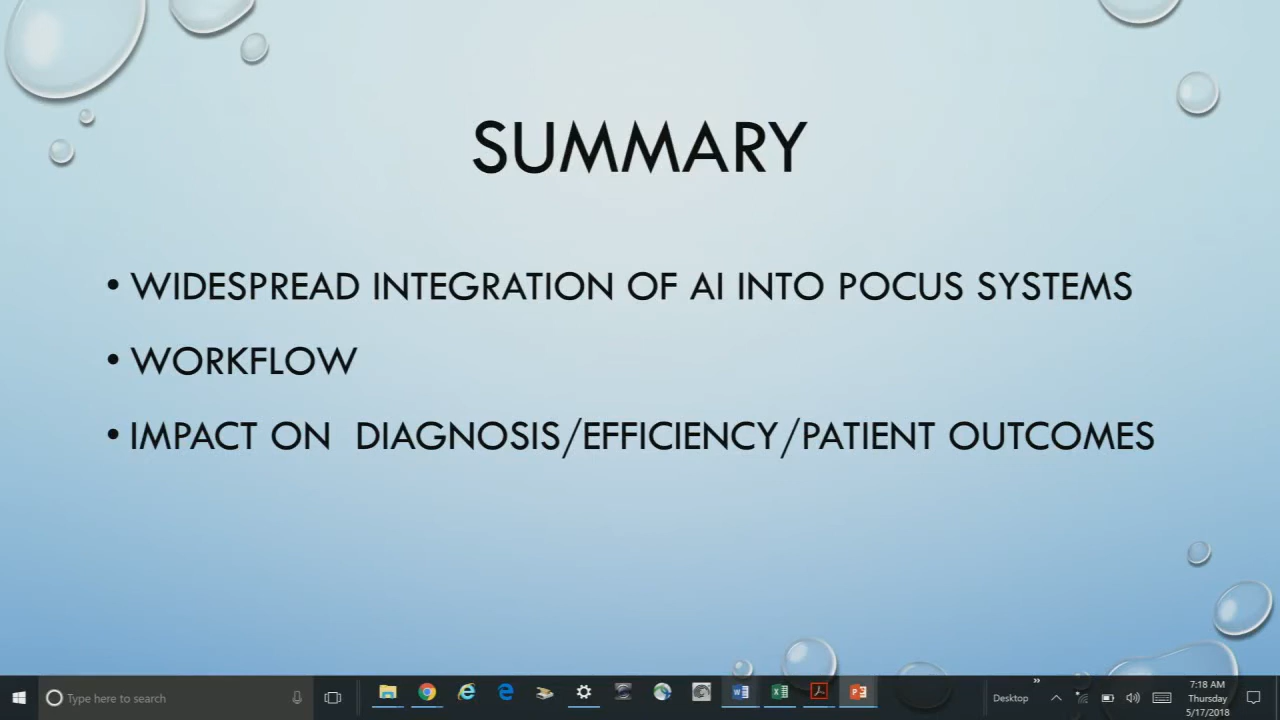 SUMMARY
• WIDESPREAD INTEGRATION OF AI INTO POCUS SYSTEMS
• WORKFLOW
• IMPACT ON  DIAGNOSIS/EFFICIENCY/PATIENT OUTCOMES
Type here to search
Desktop
7:18 AM
Thursday
5/17/2018